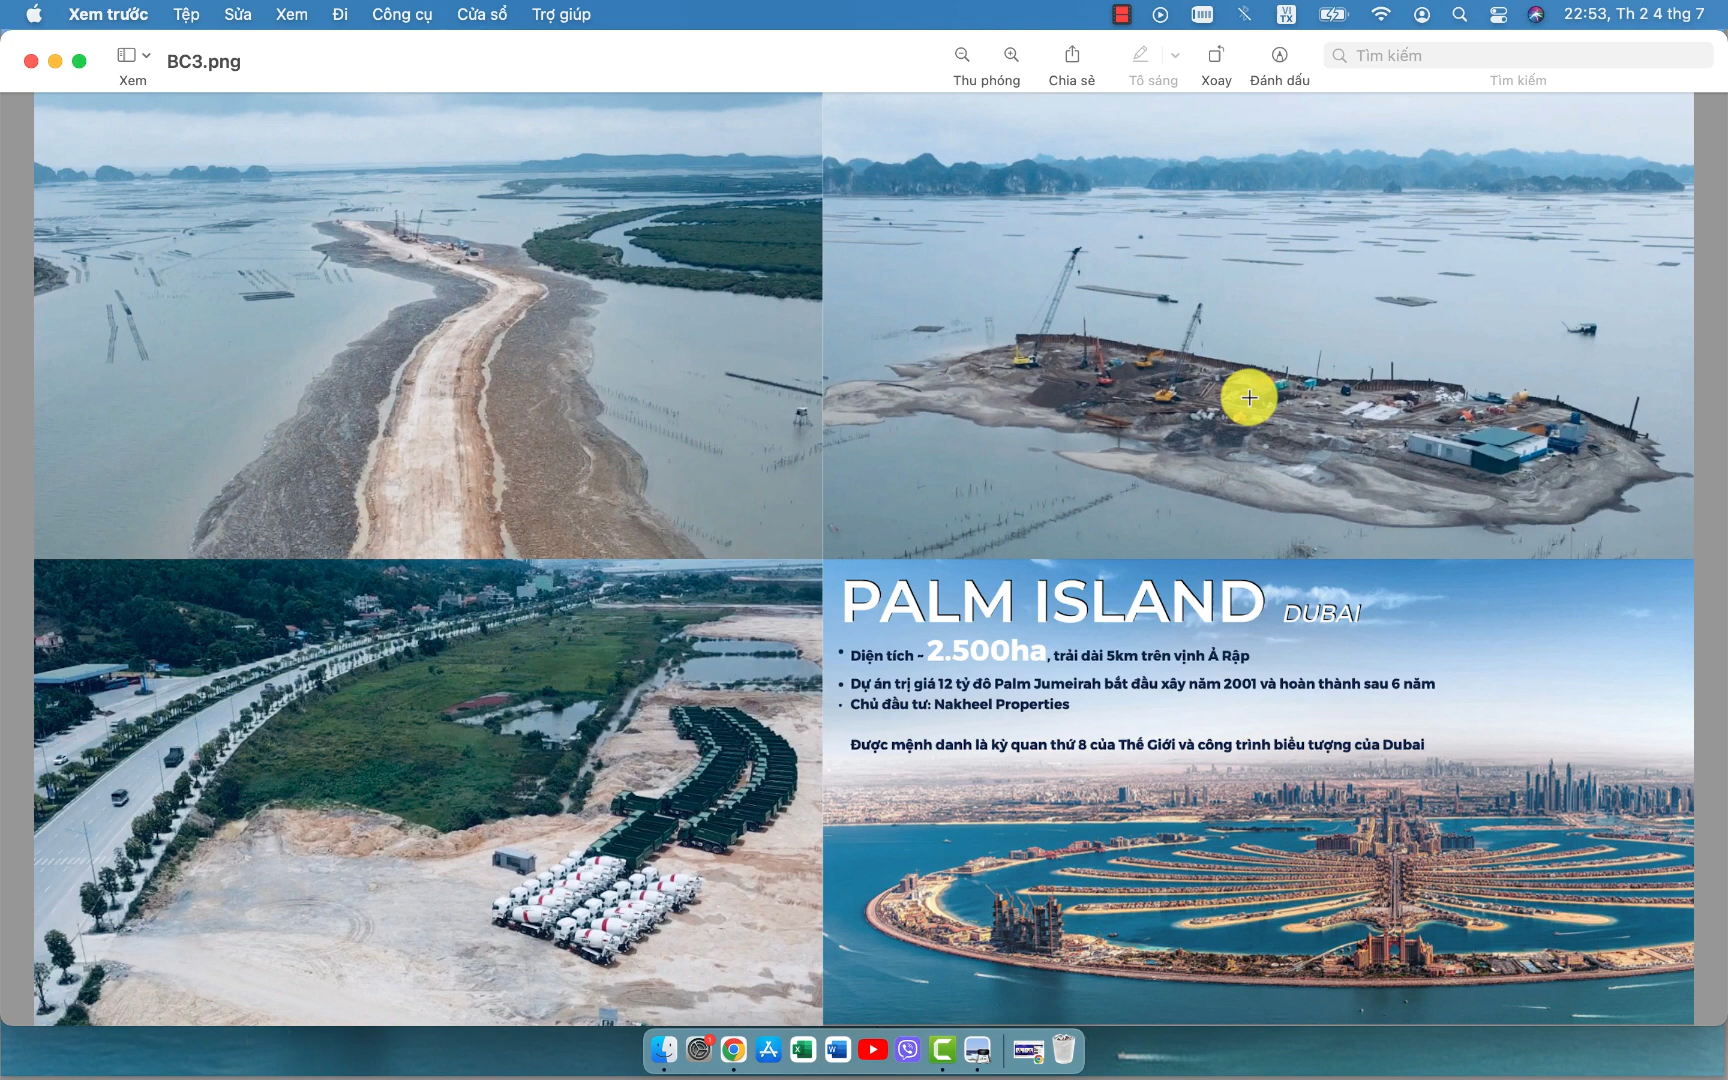 Xem trước Tệp Sửa Xem Đi Công cụ Cửa sổ Trợ giúp VI TX 22:53, Th 2 4 thg 7
BC3.png
Tìm kiếm
Xem Thu phóng Chia sẻ Tô sáng Xoay Đánh dấu Tìm kiếm
PALM ISLAND DUBAI
• Diện tích ~ 2.500ha, trải dài 5km trên vịnh Ả Rập
• Dự án trị giá 12 tỷ đô Palm Jumeirah bắt đầu xây năm 2001 và hoàn thành sau 6 năm
• Chủ đầu tư: Nakheel Properties
Được mệnh danh là kỳ quan thứ 8 của Thế Giới và công trình biểu tượng của Dubai